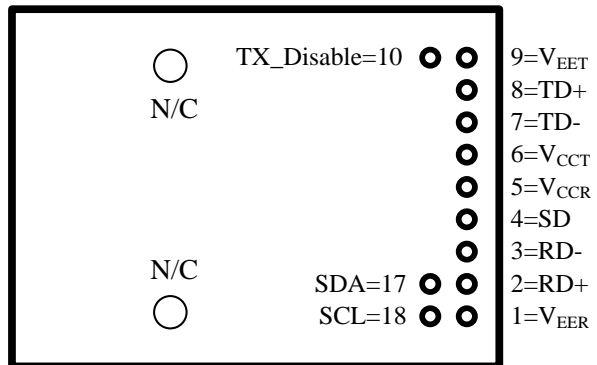 TX_Disable=10 9=VEET
8=TD+
N/C
7=TD-
6=VCCT
5=VCCR
4=SD
3=RD-
N/C
SDA=17 2=RD+
SCL=18 1=VEER